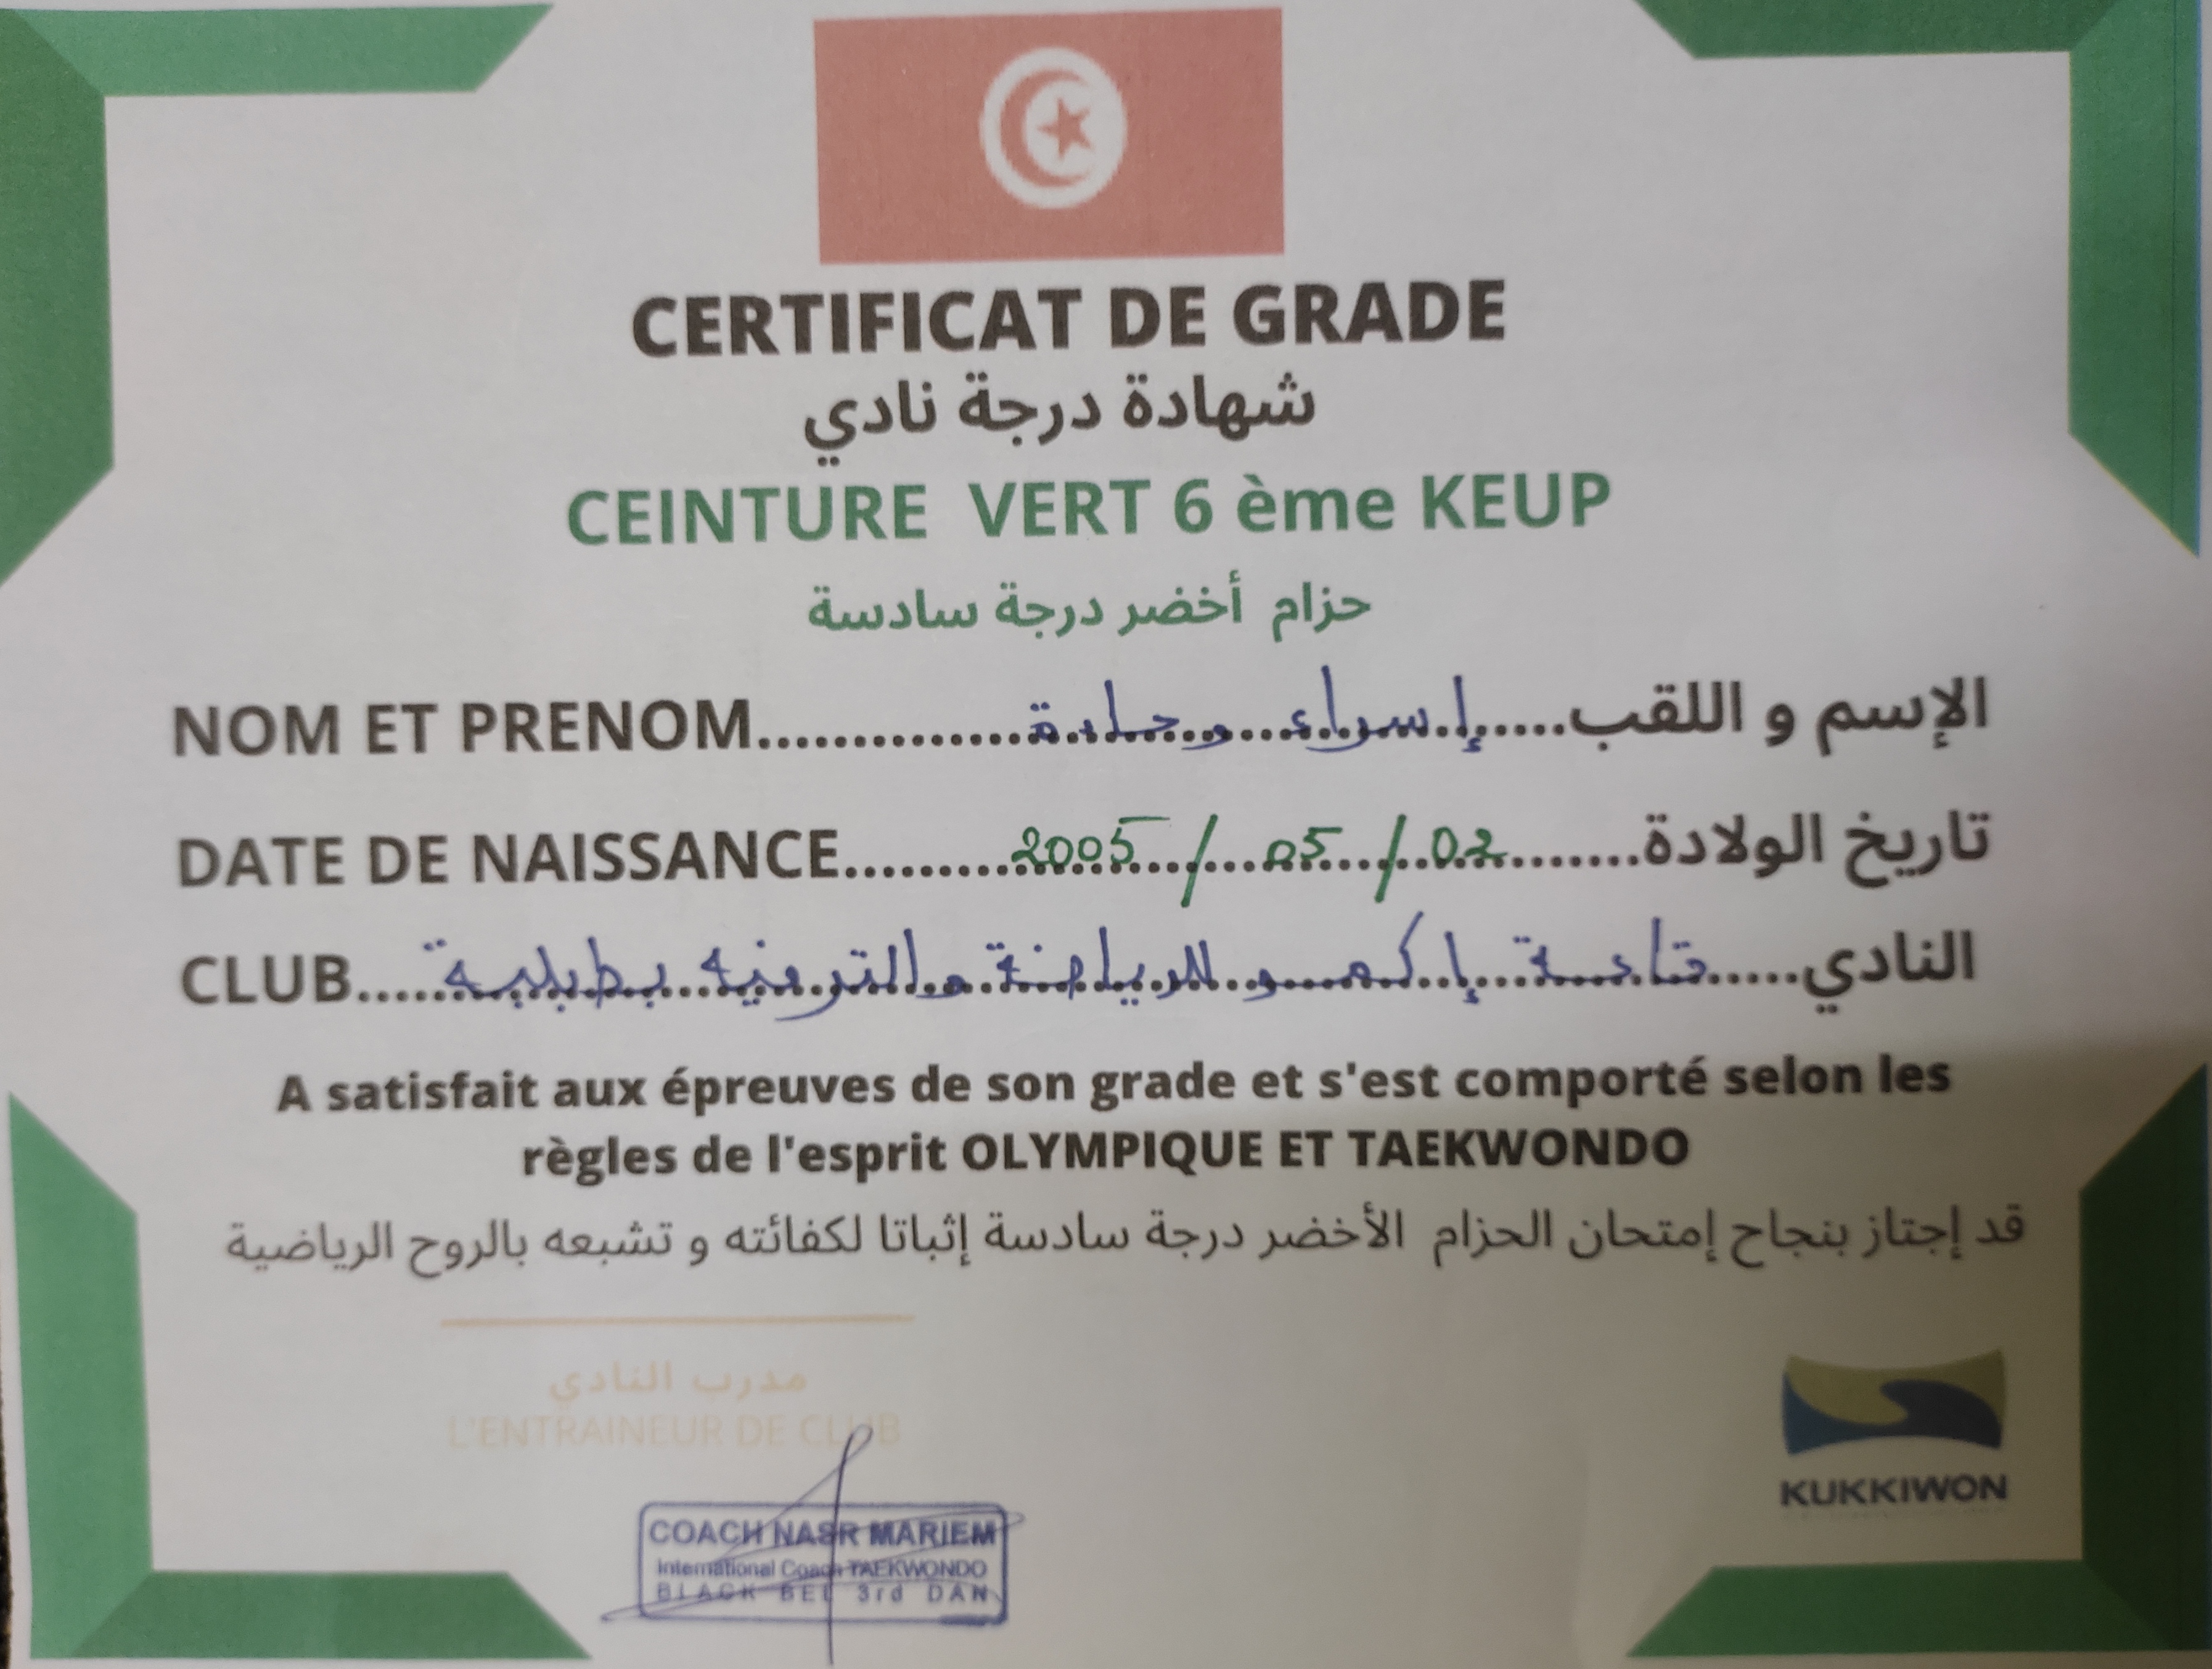 CERTIFICAT DE GRADE
شهادة درجة نادي
CEINTURE VERT 6 ème KEUP
حزام أخضر درجة سادسة
NOM ET PRENOM..............إسراء وحادة......الإسم و اللقب
DATE DE NAISSANCE.........2005 / 05 / 02.......تاريخ الولادة
CLUB.....قاعة إكمو للرياضة والترفيه بطبلبة.....النادي
A satisfait aux épreuves de son grade et s'est comporté selon les
règles de l'esprit OLYMPIQUE ET TAEKWONDO
قد إجتاز بنجاح إمتحان الحزام الأخضر درجة سادسة إثباتا لكفائته و تشبعه بالروح الرياضية
مدرب النادي
L'ENTRAINEUR DE CLUB
COACH NASR MARIEM
International Coach TAEKWONDO
BLACK BEL 3rd DAN
KUKKIWON